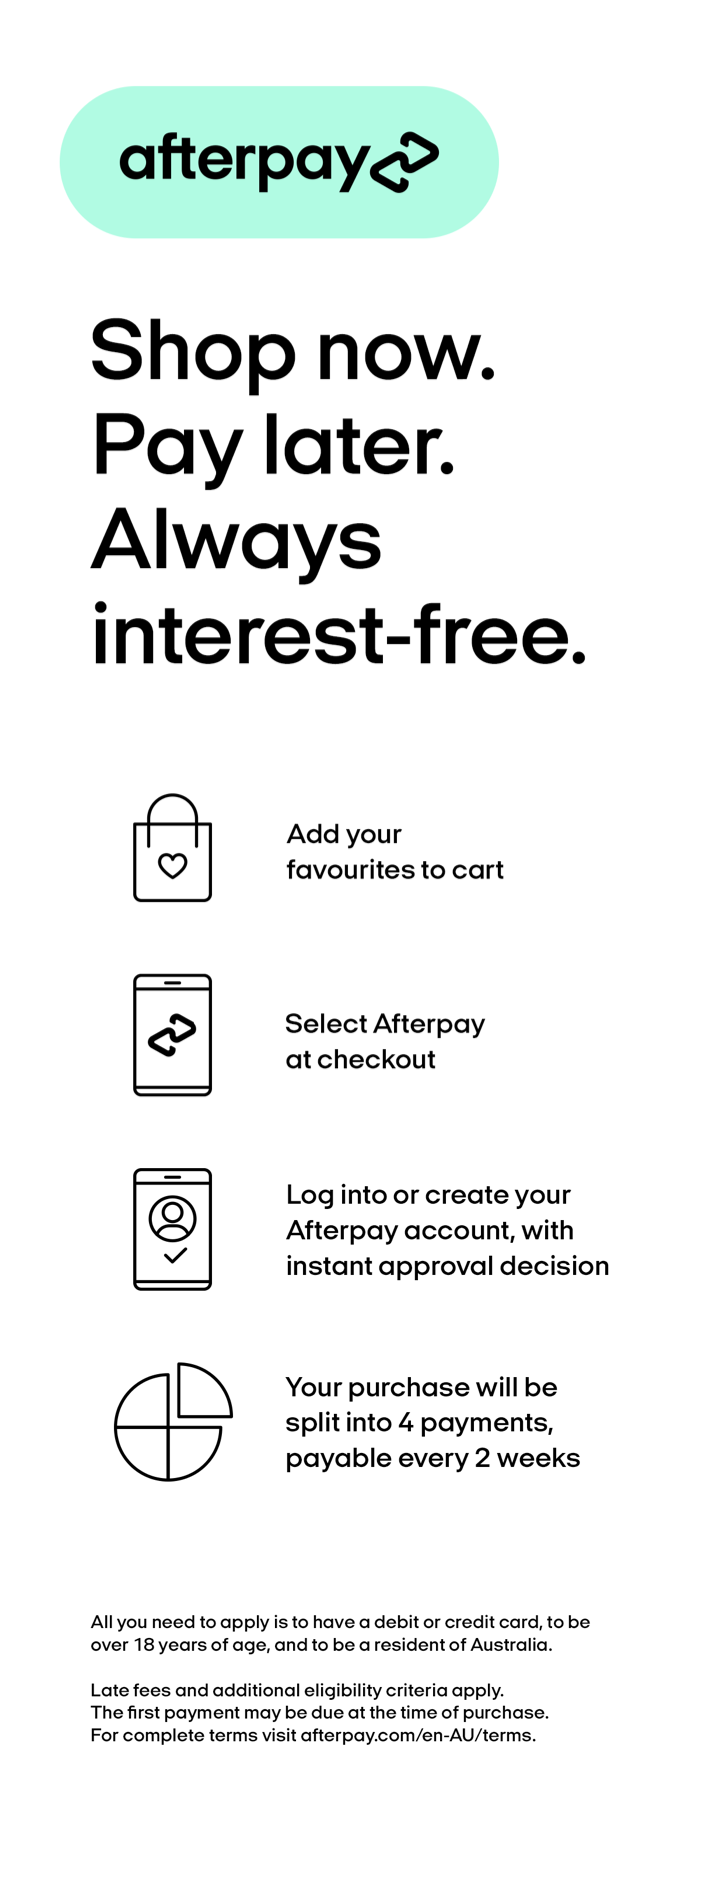 afterpay
Shop now.
Pay later.
Always
interest-free.
Add your
favourites to cart
Select Afterpay
at checkout
Log into or create your
Afterpay account, with
instant approval decision
Your purchase will be
split into 4 payments,
payable every 2 weeks
All you need to apply is to have a debit or credit card, to be
over 18 years of age, and to be a resident of Australia.
Late fees and additional eligibility criteria apply.
The first payment may be due at the time of purchase.
For complete terms visit afterpay.com/en-AU/terms.